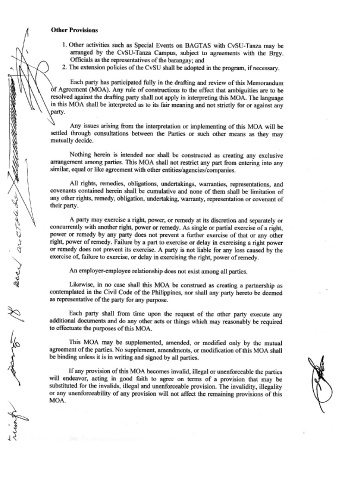 Other Provisions
1. Other activities such as Special Events on BAGTAS with CvSU-Tanza may be
arranged by the CvSU-Tanza Campus, subject to agreements with the Brgy.
Officials as the representatives of the barangay; and
2. The extension policies of the CvSU shall be adopted in the program, if necessary.
Each party has participated fully in the drafting and review of this Memorandum
of Agreement (MOA). Any rule of constructions to the effect that ambiguities are to be
resolved against the drafting party shall not apply in interpreting this MOA. The language
in this MOA shall be interpreted as to its fair meaning and not strictly for or against any
party.
Any issues arising from the interpretation or implementing of this MOA will be
settled through consultations between the Parties or such other means as they may
mutually decide.
Nothing herein is intended nor shall be construed as creating any exclusive
arrangement among parties. This MOA shall not restrict any part from entering into any
similar, equal or like agreement with other entities/agencies/companies.
All rights, remedies, obligations, undertakings, warranties, representations, and
covenants contained herein shall be cumulative and none of them shall be limitation of
any other rights, remedy, obligation, undertaking, warranty, representation or covenant of
their party.
A party may exercise a right, power, or remedy at its discretion and separately or
concurrently with another right, power or remedy. As single or partial exercise of a right,
power or remedy by any party does not prevent a further exercise of that or any other
right, power of remedy. Failure by a part to exercise or delay in exercising a right power
or remedy does not prevent its exercise. A party is not liable for any loss caused by the
exercise of, failure to exercise, or delay in exercising the right, power of remedy.
An employer-employee relationship does not exist among all parties.
Likewise, in no case shall this MOA be construed as creating a partnership as
contemplated in the Civil Code of the Philippines, nor shall any party hereto be deemed
as representative of the party for any purpose.
Each party shall from time upon the request of the other party execute any
additional documents and do any other acts or things which may reasonably be required
to effectuate the purposes of this MOA.
This MOA may be supplemented, amended, or modified only by the mutual
agreement of the parties. No supplement, amendments, or modification of this MOA shall
be binding unless it is in writing and signed by all parties.
If any provision of this MOA becomes invalid, illegal or unenforceable the parties
will endeavor, acting in good faith to agree on terms of a provision that may be
substituted for the invalids, illegal and unenforceable provision. The invalidity, illegality
or any unenforceability of any provision will not affect the remaining provisions of this
MOA.